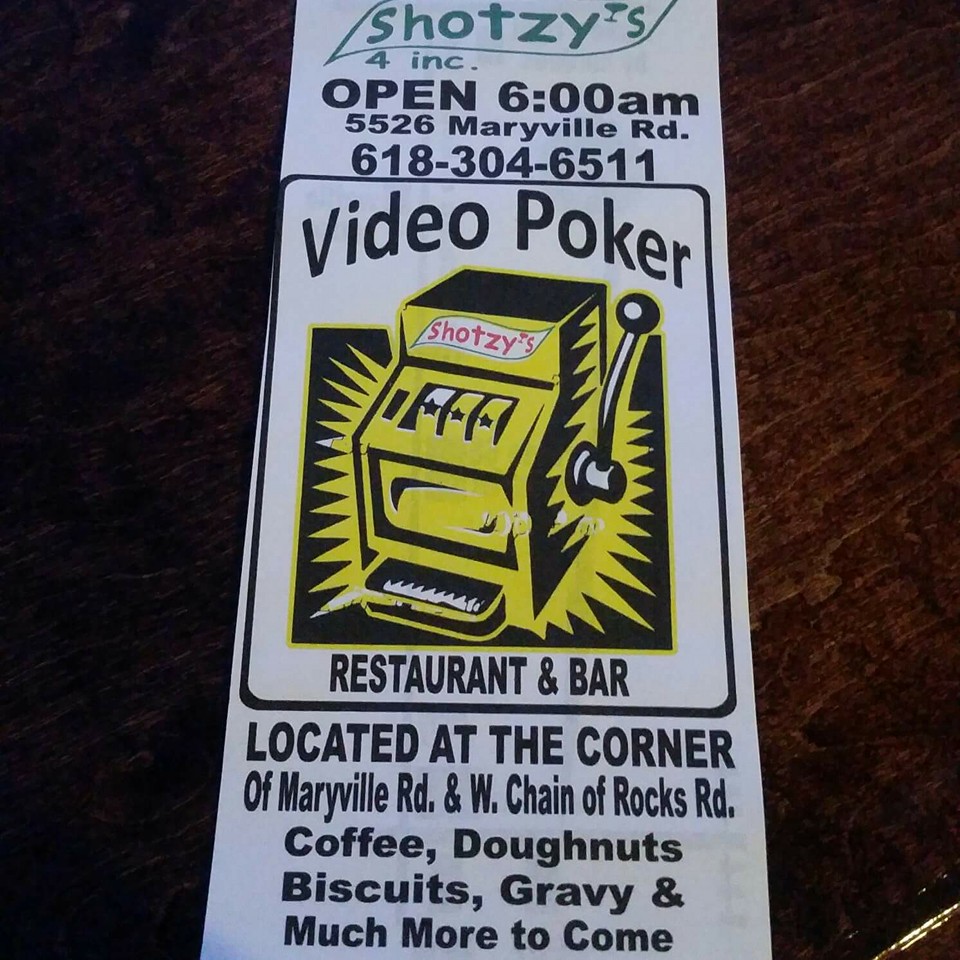 Shotzy's
4 inc.
OPEN 6:00am
5526 Maryville Rd.
618-304-6511
Video Poker
Shotzy's
RESTAURANT & BAR
LOCATED AT THE CORNER
Of Maryville Rd. & W. Chain of Rocks Rd.
Coffee, Doughnuts
Biscuits, Gravy &
Much More to Come